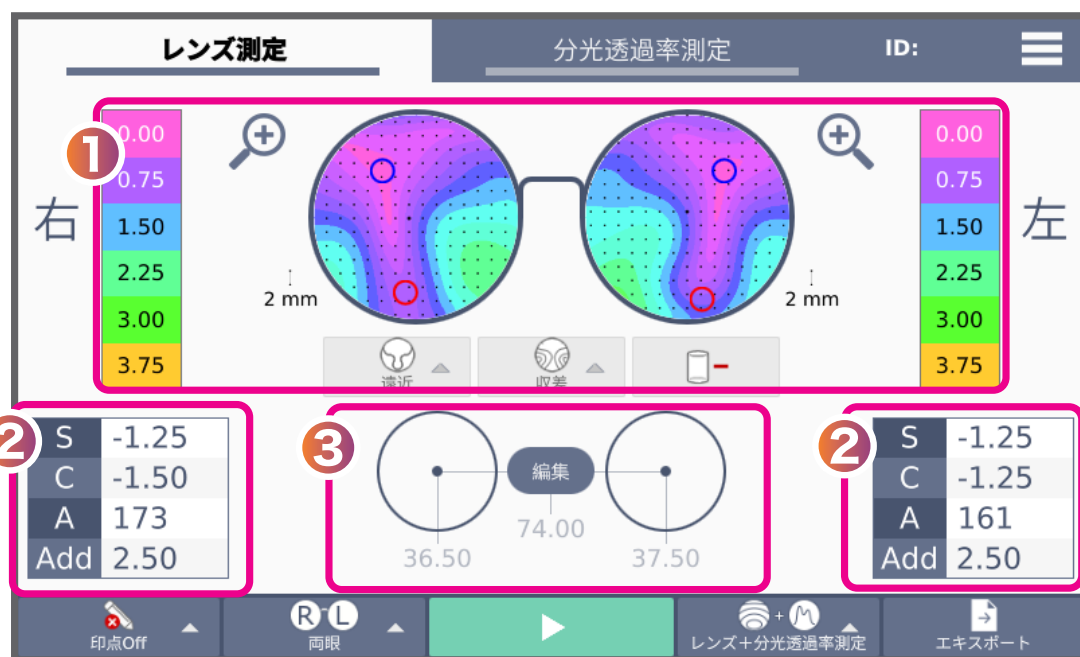 レンズ測定
分光透過率測定
ID:
1
右
左
0.00
0.75
1.50
2.25
3.00
3.75
2 mm
2 mm
0.00
0.75
1.50
2.25
3.00
3.75
遠近
収差
2
S -1.25
C -1.50
A 173
Add 2.50
3
編集
74.00
36.50
37.50
2
S -1.25
C -1.25
A 161
Add 2.50
印点Off
R-L
両眼
レンズ+分光透過率測定
エキスポート